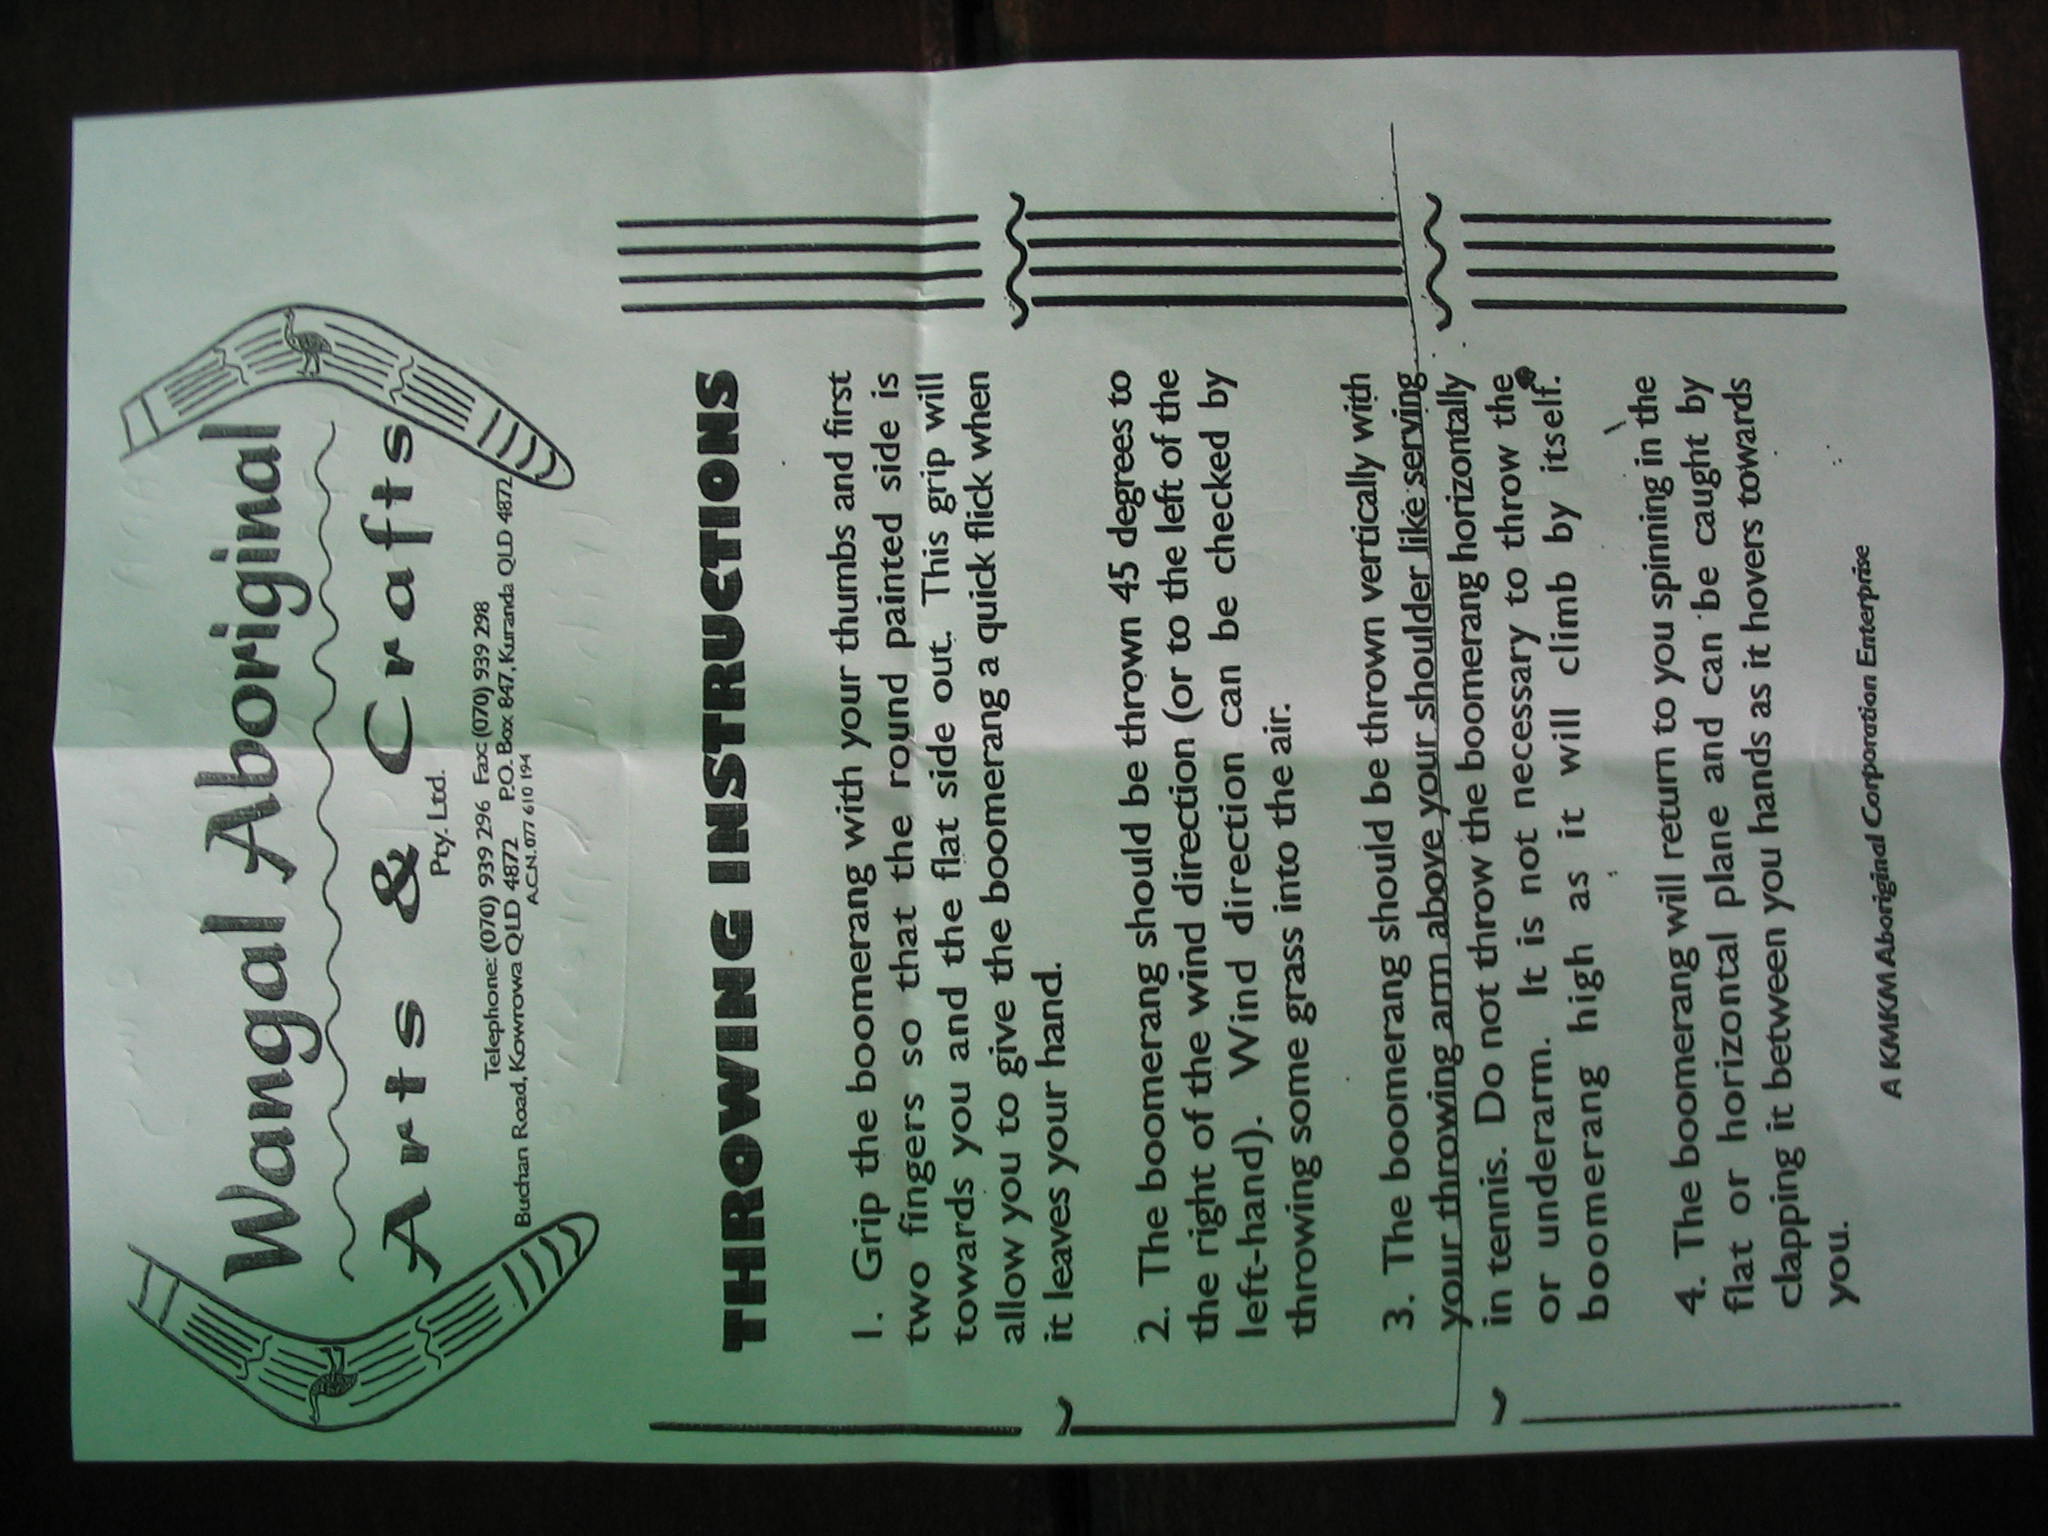 Wangal Aboriginal
Arts & Crafts
Pty. Ltd.
Telephone: (070) 939 296 Fax: (070) 939 298
Buchan Road, Kowrowa QLD 4872 P.O. Box 847, Kuranda QLD 4872
A.C.N. 077 610 194
THROWING INSTRUCTIONS
1. Grip the boomerang with your thumbs and first
two fingers so that the round painted side is
towards you and the flat side out. This grip will
allow you to give the boomerang a quick flick when
it leaves your hand.
2. The boomerang should be thrown 45 degrees to
the right of the wind direction (or to the left of the
left-hand). Wind direction can be checked by
throwing some grass into the air.
3. The boomerang should be thrown vertically with
your throwing arm above your shoulder like serving
in tennis. Do not throw the boomerang horizontally
or underarm. It is not necessary to throw the
boomerang high as it will climb by itself.
4. The boomerang will return to you spinning in the
flat or horizontal plane and can be caught by
clapping it between you hands as it hovers towards
you.
A KMKM Aboriginal Corporation Enterprise